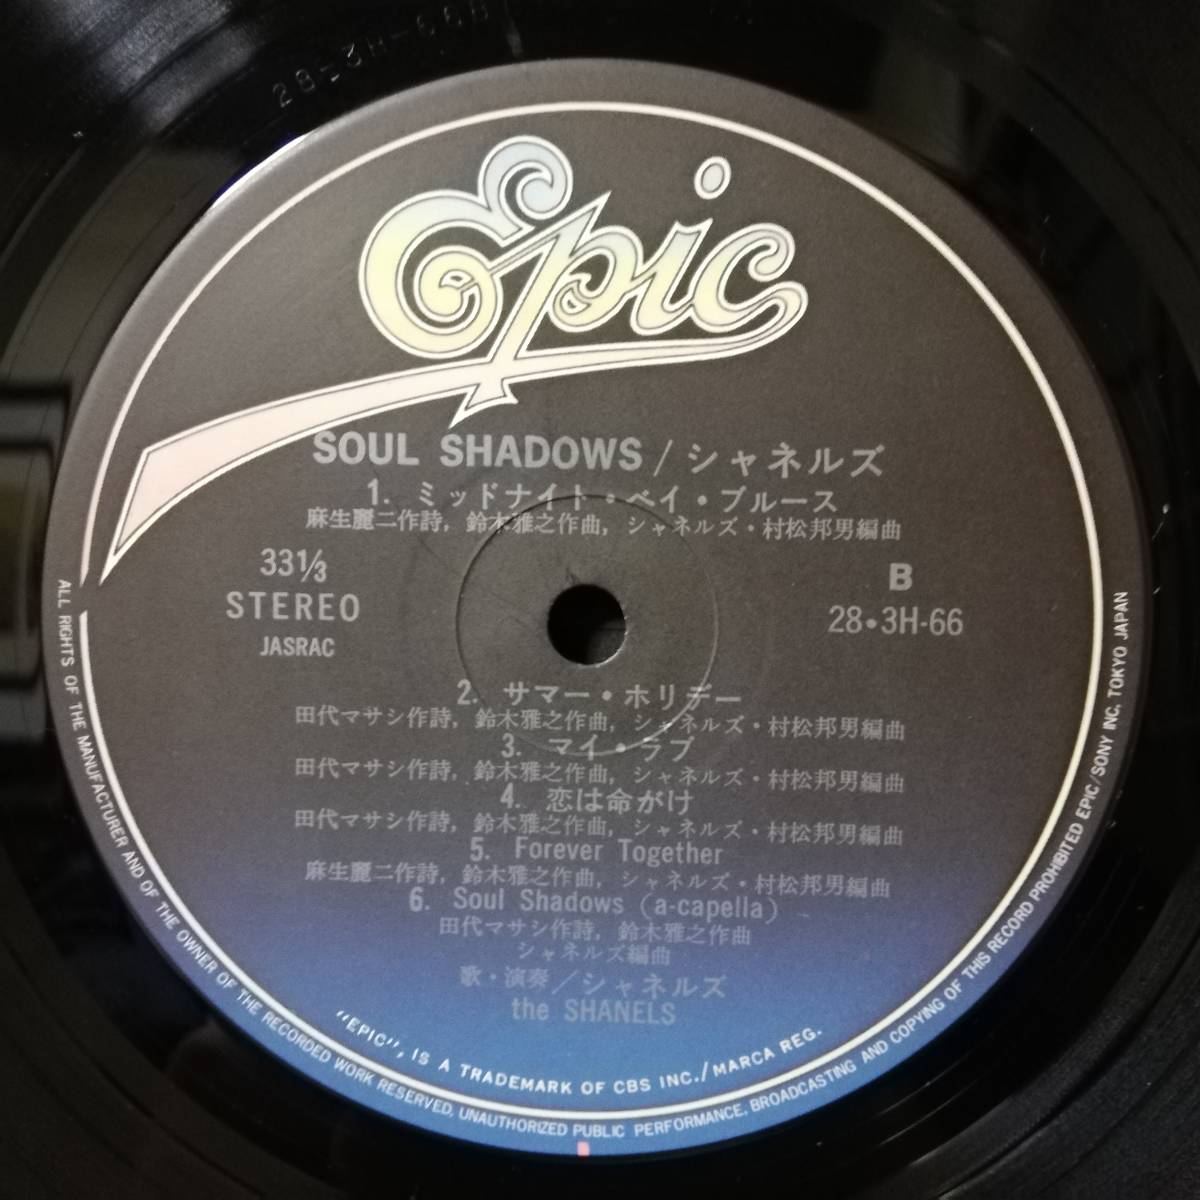 28-3H-66B
Epic
SOUL SHADOWS / シャネルズ
1. ミッドナイト・ベイ・ブルース
麻生麗二作詩, 鈴木雅之作曲, シャネルズ・村松邦男編曲
33⅓
STEREO
JASRAC
B
28・3H-66
2. サマー・ホリデー
田代マサシ作詩, 鈴木雅之作曲, シャネルズ・村松邦男編曲
3. マイ・ラブ
田代マサシ作詩, 鈴木雅之作曲, シャネルズ・村松邦男編曲
4. 恋は命がけ
田代マサシ作詩, 鈴木雅之作曲, シャネルズ・村松邦男編曲
5. Forever Together
麻生麗二作詩, 鈴木雅之作曲, シャネルズ・村松邦男編曲
6. Soul Shadows (a-capella)
田代マサシ作詩, 鈴木雅之作曲
シャネルズ編曲
歌・演奏/シャネルズ
the SHANELS
"EPIC", IS A TRADEMARK OF CBS INC./MARCA REG.
ALL RIGHTS OF THE MANUFACTURER AND OF THE OWNER OF THE RECORDED WORK RESERVED, UNAUTHORIZED PUBLIC PERFORMANCE, BROADCASTING AND COPYING OF THIS RECORD PROHIBITED EPIC/SONY INC, TOKYO JAPAN